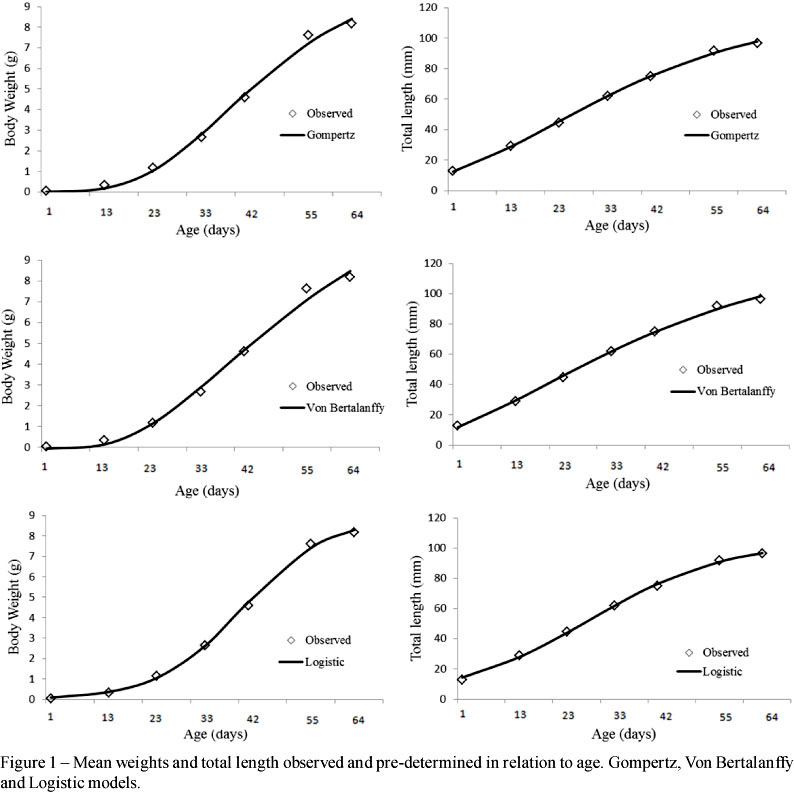 Body Weight (g)
9
8
7
6
5
4
3
2
1
0
Observed
Gompertz
1 13 23 33 42 55 64
Age (days)
Total length (mm)
120
100
80
60
40
20
0
Observed
Gompertz
1 13 23 33 42 55 64
Age (days)
Body Weight (g)
9
8
7
6
5
4
3
2
1
0
Observed
Von Bertalanffy
1 13 23 33 42 55 64
Age (days)
Total length (mm)
120
100
80
60
40
20
0
Observed
Von Bertalanffy
1 13 23 33 42 55 64
Age (days)
Body Weight (g)
9
8
7
6
5
4
3
2
1
0
Observed
Logistic
1 13 23 33 42 55 64
Age (days)
Total length (mm)
120
100
80
60
40
20
0
Observed
Logistic
1 13 23 33 42 55 64
Age (days)
Figure 1 – Mean weights and total length observed and pre-determined in relation to age. Gompertz, Von Bertalanffy
and Logistic models.